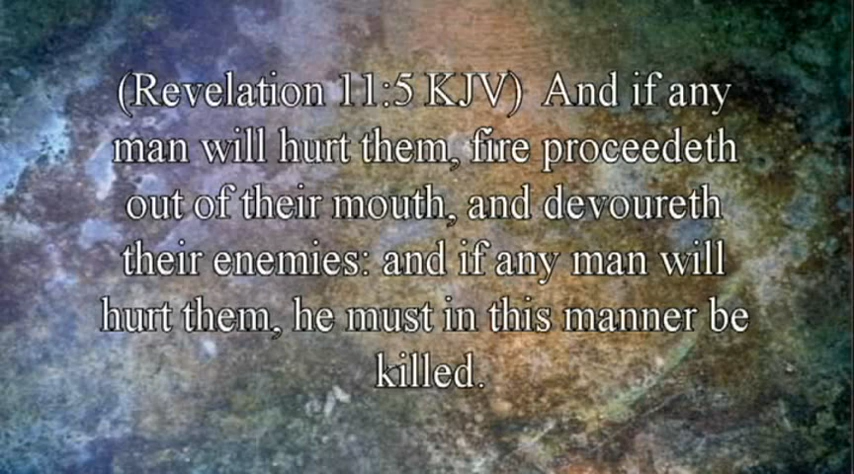 (Revelation 11:5 KJV)  And if any
man will hurt them, fire proceedeth
out of their mouth, and devoureth
their enemies: and if any man will
hurt them, he must in this manner be
killed.